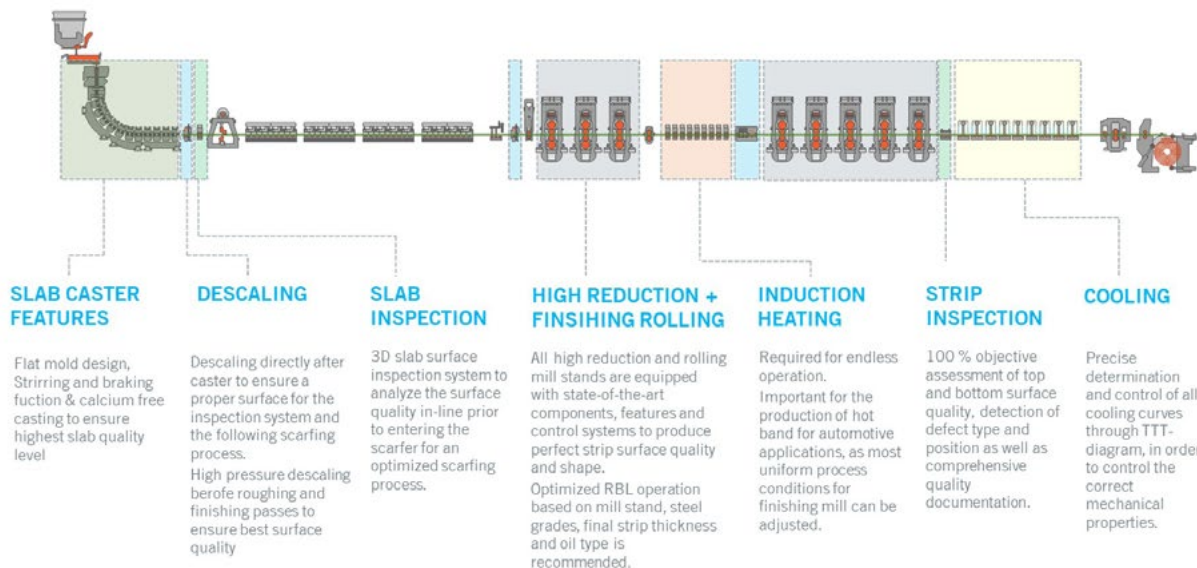 SLAB CASTER
FEATURES
Flat mold design,
Strirring and braking
fuction & calcium free
casting to ensure
highest slab quality
level
DESCALING
Descaling directly after
caster to ensure a
proper surface for the
inspection system and
the following scarfing
process.
High pressure descaling
berofe roughing and
finishing passes to
ensure best surface
quality
SLAB
INSPECTION
3D slab surface
inspection system to
analyze the surface
quality in-line prior
to entering the
scarfer for an
optimized scarfing
process.
HIGH REDUCTION +
FINSIHING ROLLING
All high reduction and rolling
mill stands are equipped
with state-of-the-art
components, features and
control systems to produce
perfect strip surface quality
and shape.
Optimized RBL operation
based on mill stand, steel
grades, final strip thickness
and oil type is
recommended.
INDUCTION
HEATING
Required for endless
operation.
Important for the
production of hot
band for automotive
applications, as most
uniform process
conditions for
finishing mill can be
adjusted.
STRIP
INSPECTION
100 % objective
assessment of top
and bottom surface
quality, detection of
defect type and
position as well as
comprehensive
quality
documentation.
COOLING
Precise
determination
and control of all
cooling curves
through TTT-
diagram, in order
to control the
correct
mechanical
properties.